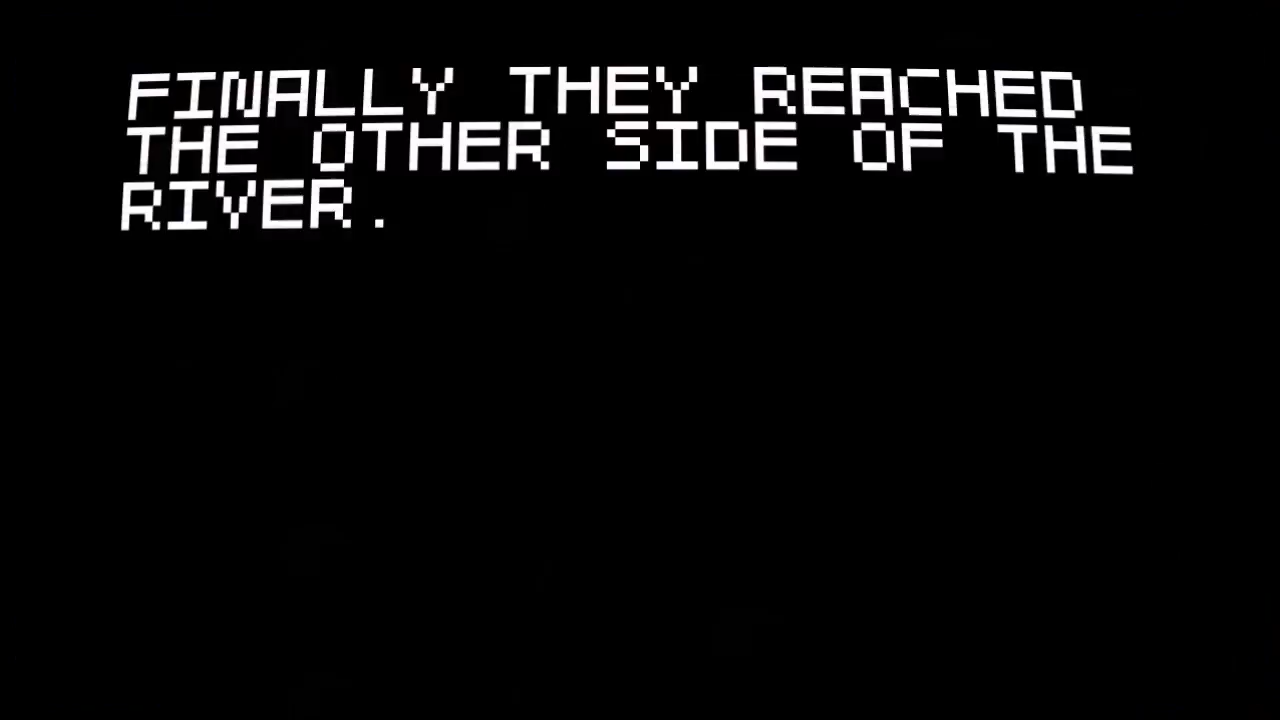 FINALLY THEY REACHED
THE OTHER SIDE OF THE
RIVER.